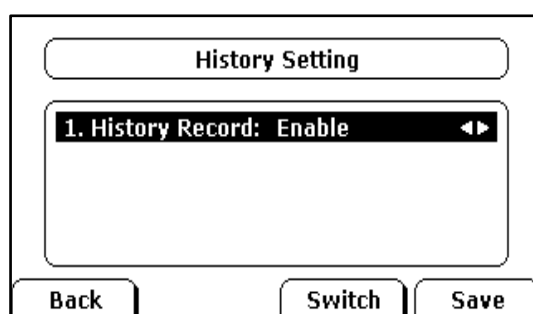 History Setting
1. History Record: Enable
Back Switch Save